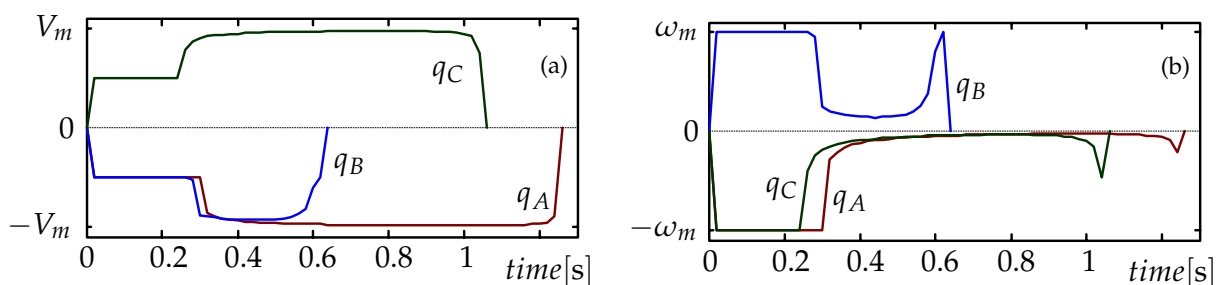 V_m
(a)
q_C
0
q_B
q_A
−V_m
0 0.2 0.4 0.6 0.8 1 time[s]
ω_m
(b)
q_B
0
q_C q_A
−ω_m
0 0.2 0.4 0.6 0.8 1 time[s]